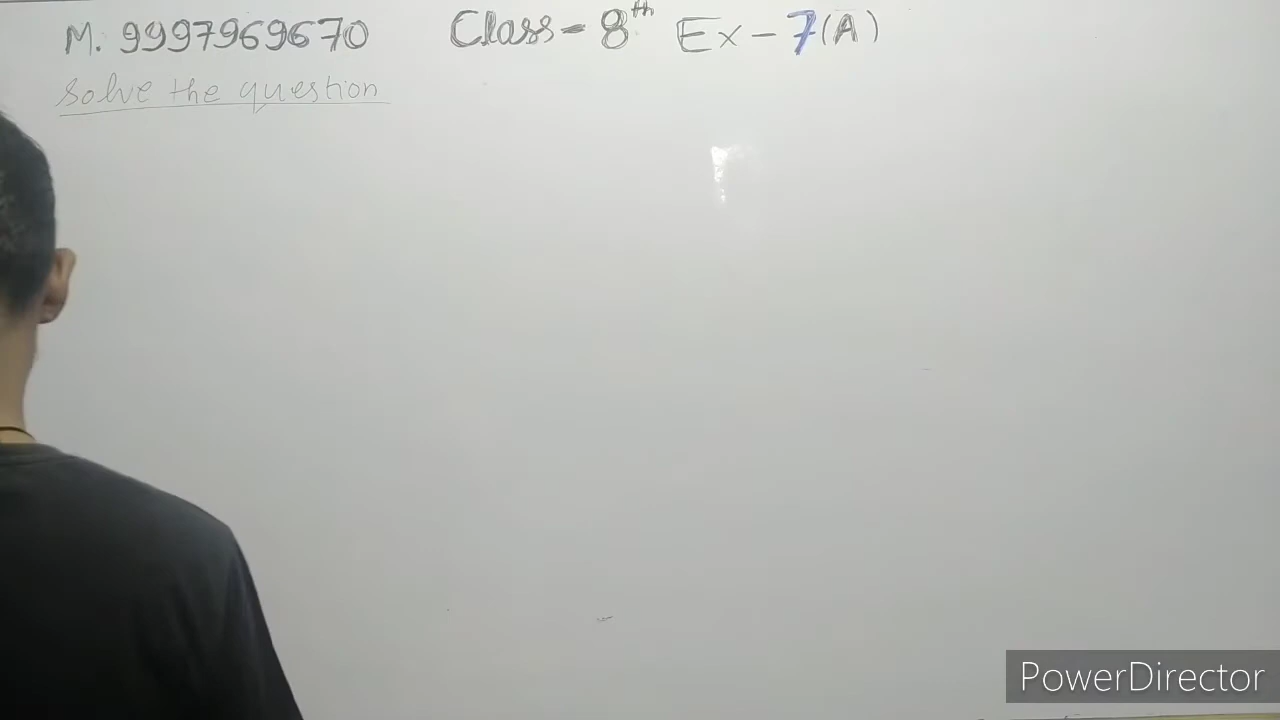 M. 9997969670 Class - 8th Ex - 7(A)
Solve the question
PowerDirector